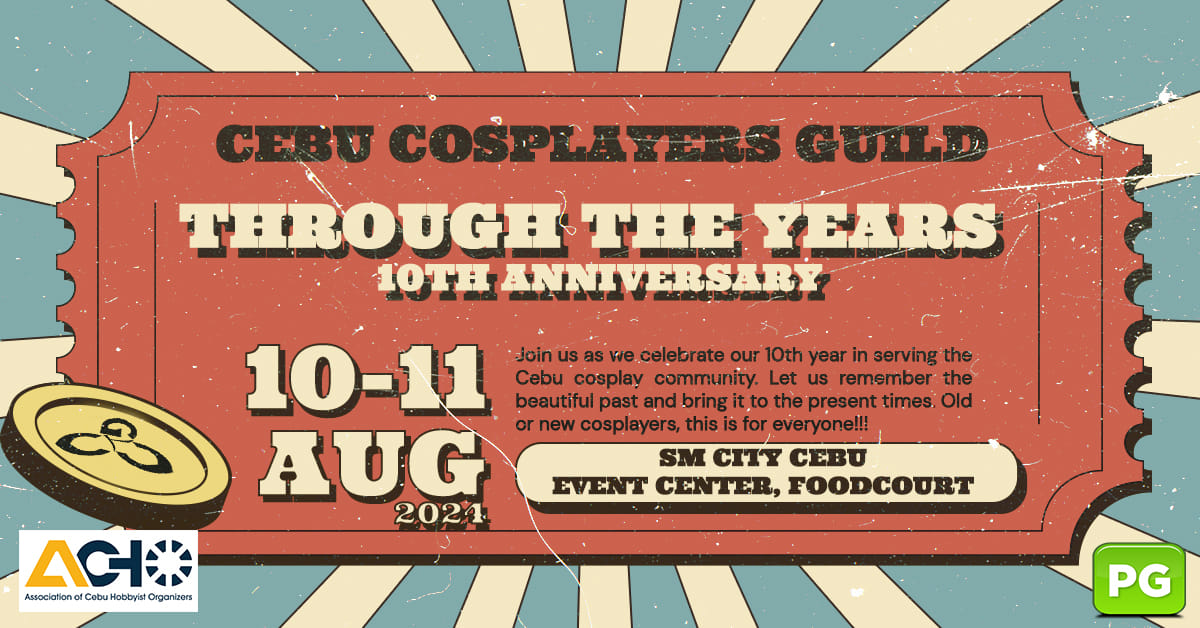 CEBU COSPLAYERS GUILD
THROUGH THE YEARS
10TH ANNIVERSARY
10-11
AUG
2024
Join us as we celebrate our 10th year in serving the
Cebu cosplay community. Let us remember the
beautiful past and bring it to the present times. Old
or new cosplayers, this is for everyone!!!
SM CITY CEBU
EVENT CENTER, FOODCOURT
CGC
ACHO
Association of Cebu Hobbyist Organizers
PG